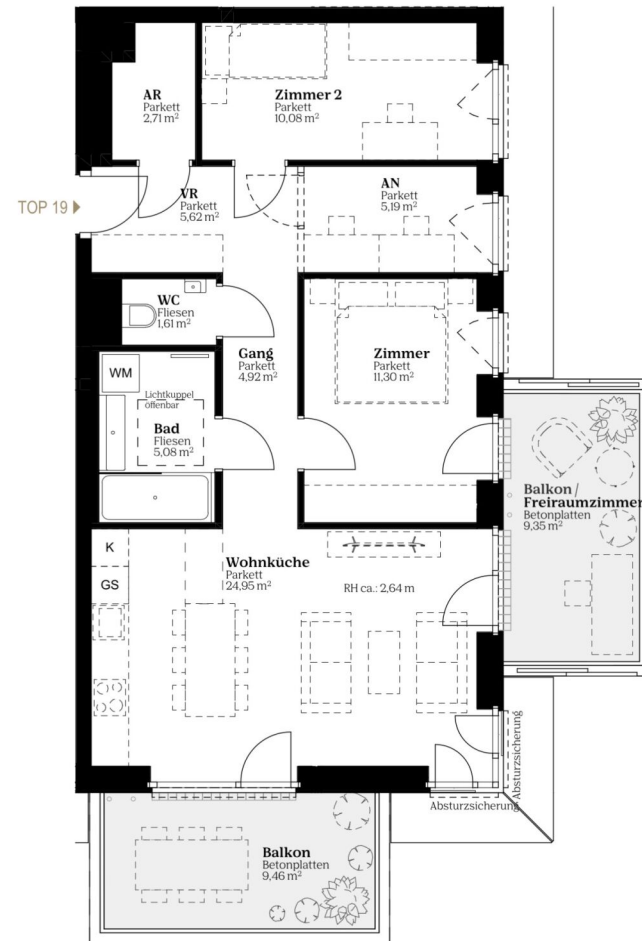 AR
Parkett
2,71 m²
Zimmer 2
Parkett
10,08 m²
TOP 19
VR
Parkett
5,62 m²
AN
Parkett
5,19 m²
WC
Fliesen
1,61 m²
Gang
Parkett
4,92 m²
Zimmer
Parkett
11,30 m²
WM
Lichtkuppel
öffenbar
Bad
Fliesen
5,08 m²
Balkon/
Freiraumzimmer
Betonplatten
9,35 m²
K
GS
Wohnküche
Parkett
24,95 m²
RH ca.: 2,64 m
Absturzsicherung
Absturzsicherung
Balkon
Betonplatten
9,46 m²